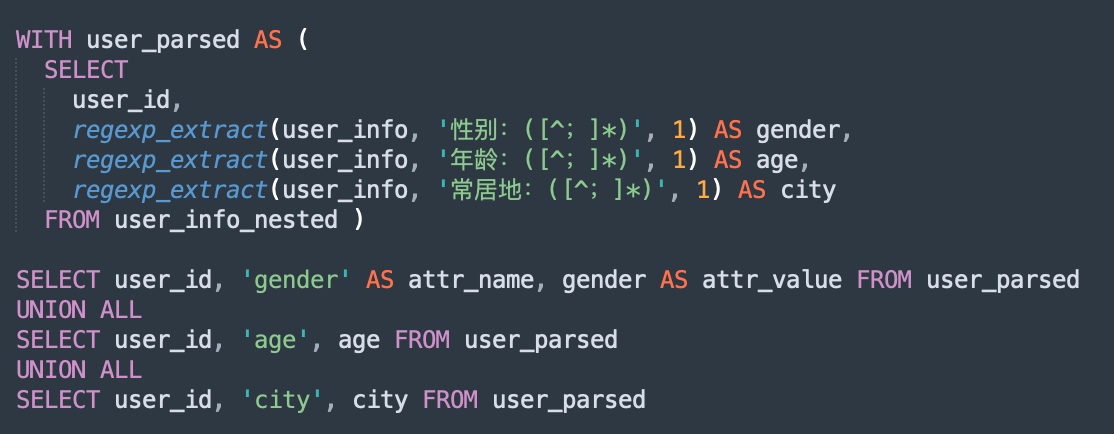 WITH user_parsed AS (
  SELECT
    user_id,
    regexp_extract(user_info, '性别：([^；]*)', 1) AS gender,
    regexp_extract(user_info, '年龄：([^；]*)', 1) AS age,
    regexp_extract(user_info, '常居地：([^；]*)', 1) AS city
  FROM user_info_nested )
SELECT user_id, 'gender' AS attr_name, gender AS attr_value FROM user_parsed
UNION ALL
SELECT user_id, 'age', age FROM user_parsed
UNION ALL
SELECT user_id, 'city', city FROM user_parsed